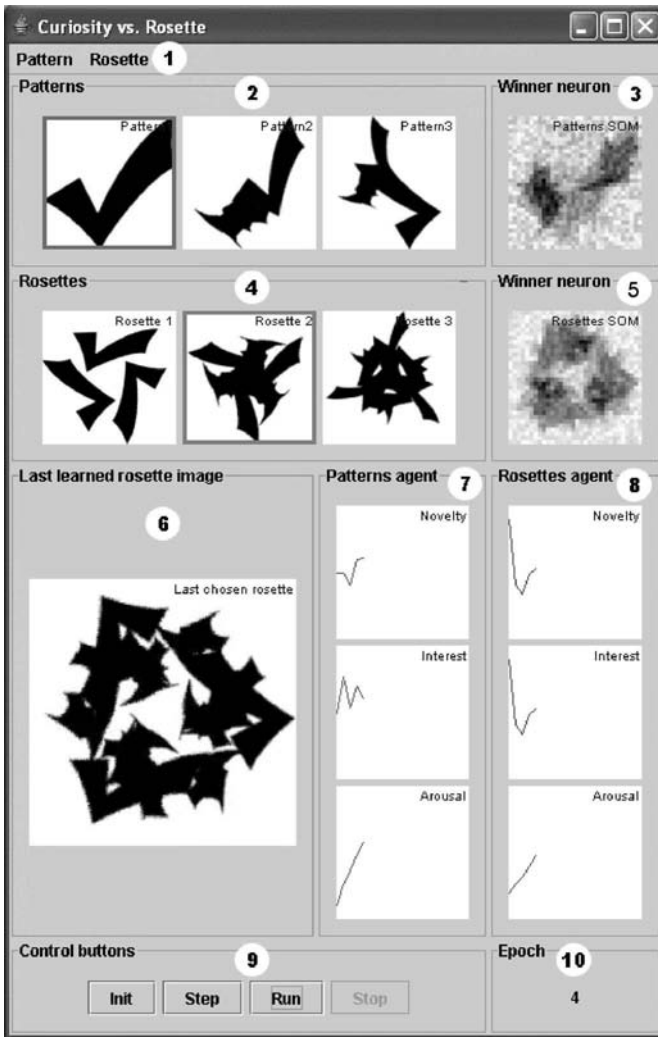 Curiosity vs. Rosette
Pattern Rosette 1
Patterns 2 Winner neuron 3
Pattern Pattern2 Pattern3 Patterns SOM
Rosettes 4 Winner neuron 5
Rosette 1 Rosette 2 Rosette 3 Rosettes SOM
Last learned rosette image Patterns agent 7 Rosettes agent 8
6
Novelty Novelty
Last chosen rosette
Interest Interest
Arousal Arousal
Control buttons 9 Epoch 10
Init Step Run Stop 4